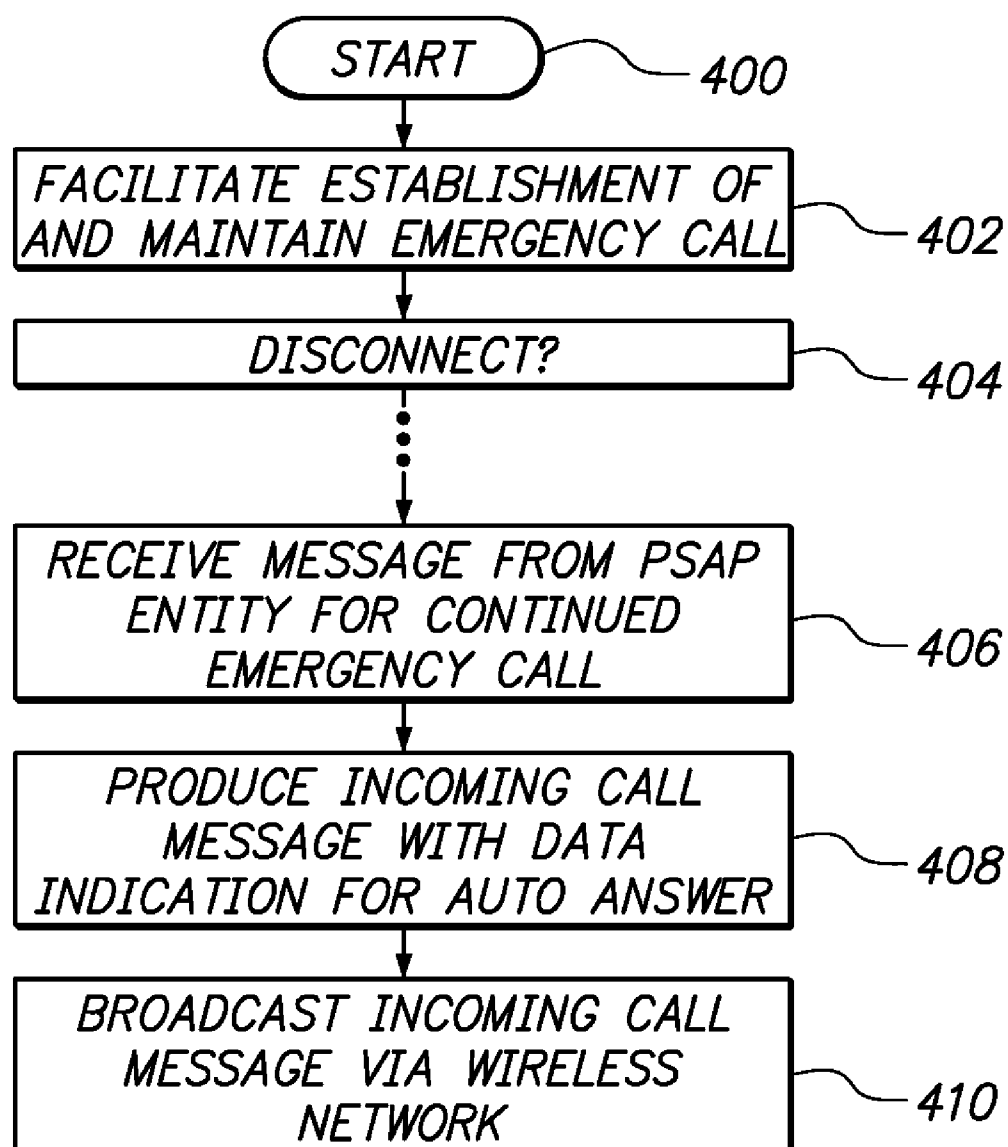 START
400
FACILITATE ESTABLISHMENT OF
AND MAINTAIN EMERGENCY CALL
402
DISCONNECT?
404
RECEIVE MESSAGE FROM PSAP
ENTITY FOR CONTINUED
EMERGENCY CALL
406
PRODUCE INCOMING CALL
MESSAGE WITH DATA
INDICATION FOR AUTO ANSWER
408
BROADCAST INCOMING CALL
MESSAGE VIA WIRELESS
NETWORK
410